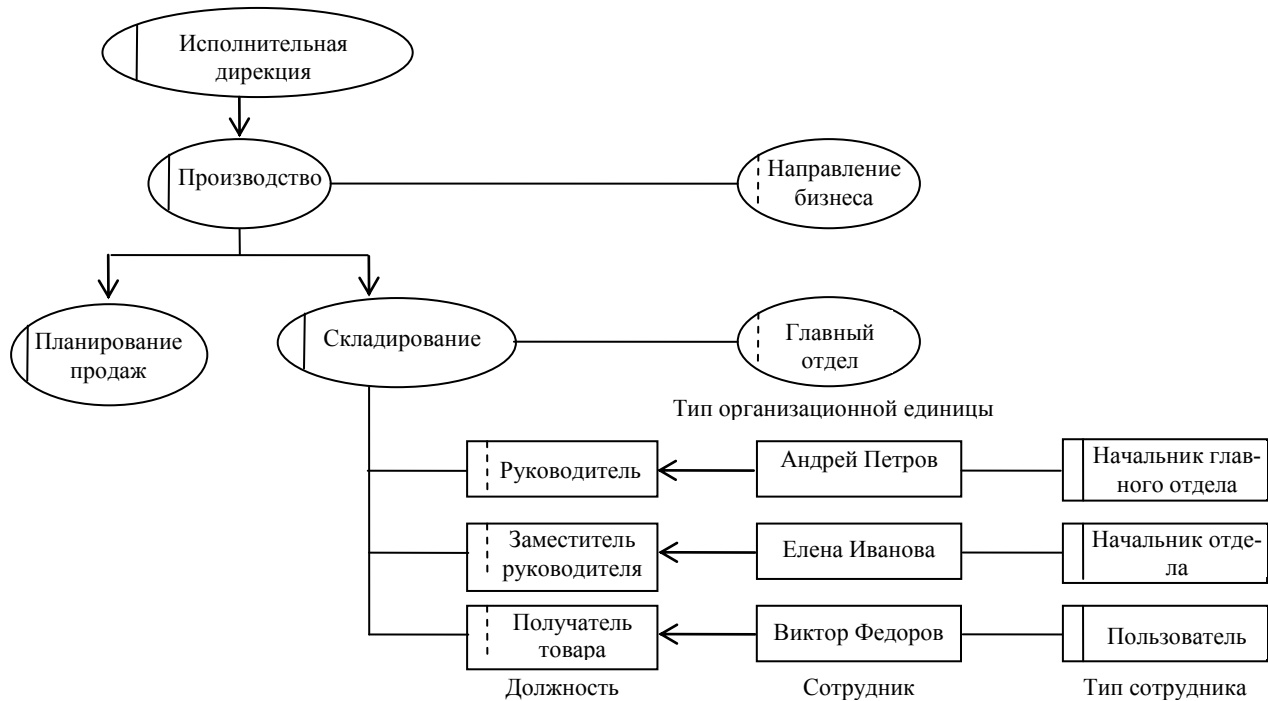 Исполнительная
дирекция
Производство
Направление
бизнеса
Планирование
продаж
Складирование
Главный
отдел
Тип организационной единицы
Руководитель
Андрей Петров
Начальник глав-
ного отдела
Заместитель
руководителя
Елена Иванова
Начальник отде-
ла
Получатель
товара
Виктор Федоров
Пользователь
Должность
Сотрудник
Тип сотрудника